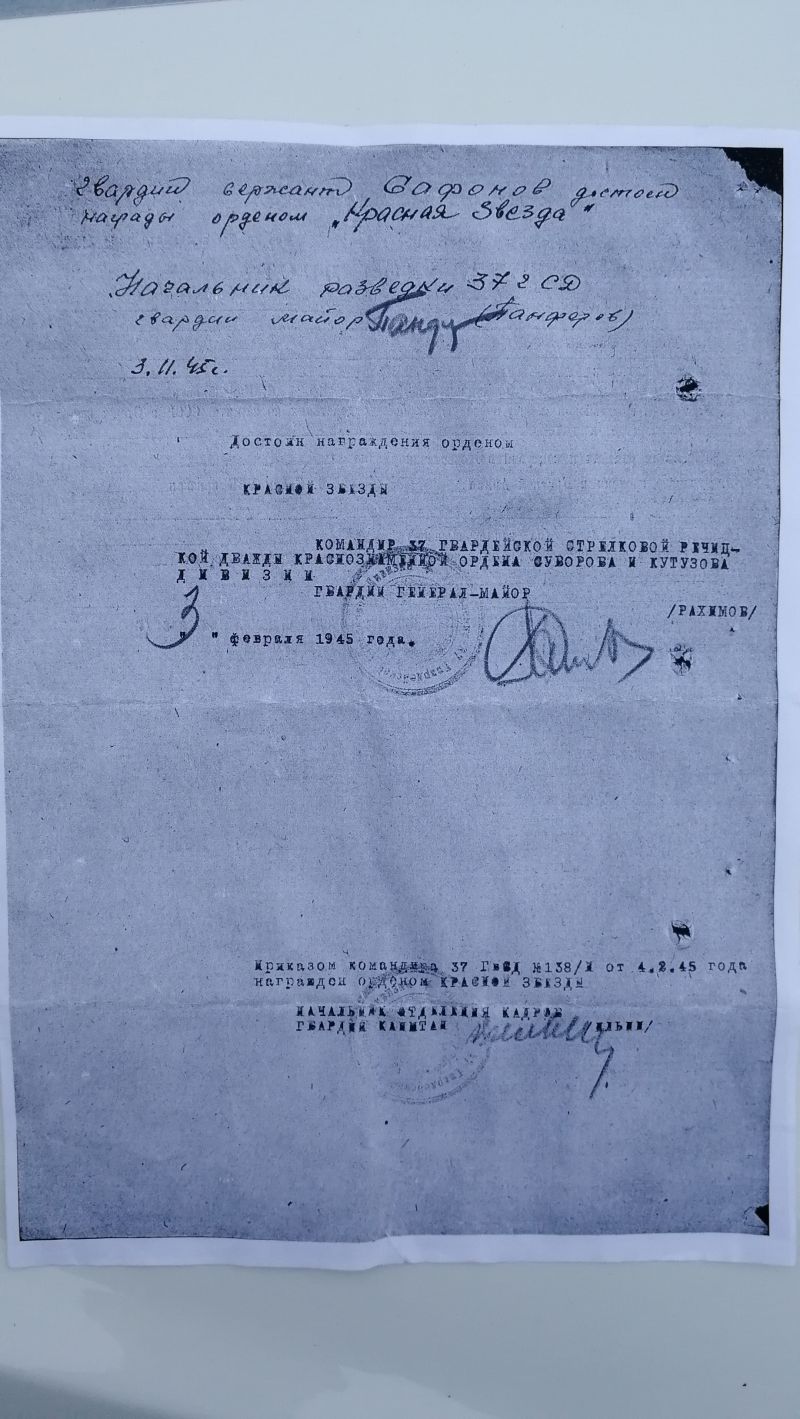 Гвардии сержант Сафонов достоин
награды орденом „Красная Звезда"
Начальник разведки 37 г СД
гвардии майор (Панферов)
3.II.45г.
Достоин награждения орденом
КРАСНОЙ ЗВЕЗДЫ
КОМАНДИР 37 ГВАРДЕЙСКОЙ СТРЕЛКОВОЙ РЕЧИЦ-
КОЙ ДВАЖДЫ КРАСНОЗНАМЕННОЙ ОРДЕНА СУВОРОВА И КУТУЗОВА
Д И В И З И И
ГВАРДИИ ГЕНЕРАЛ-МАЙОР
/РАХИМОВ/
"3" февраля 1945 года.
Приказом командира 37 ГвСД №138/Н от 4.2.45 года
награжден орденом КРАСНОЙ ЗВЕЗДЫ
НАЧАЛЬНИК ОТДЕЛЕНИЯ КАДРОВ
ГВАРДИИ КАПИТАН ИЛЬИН/